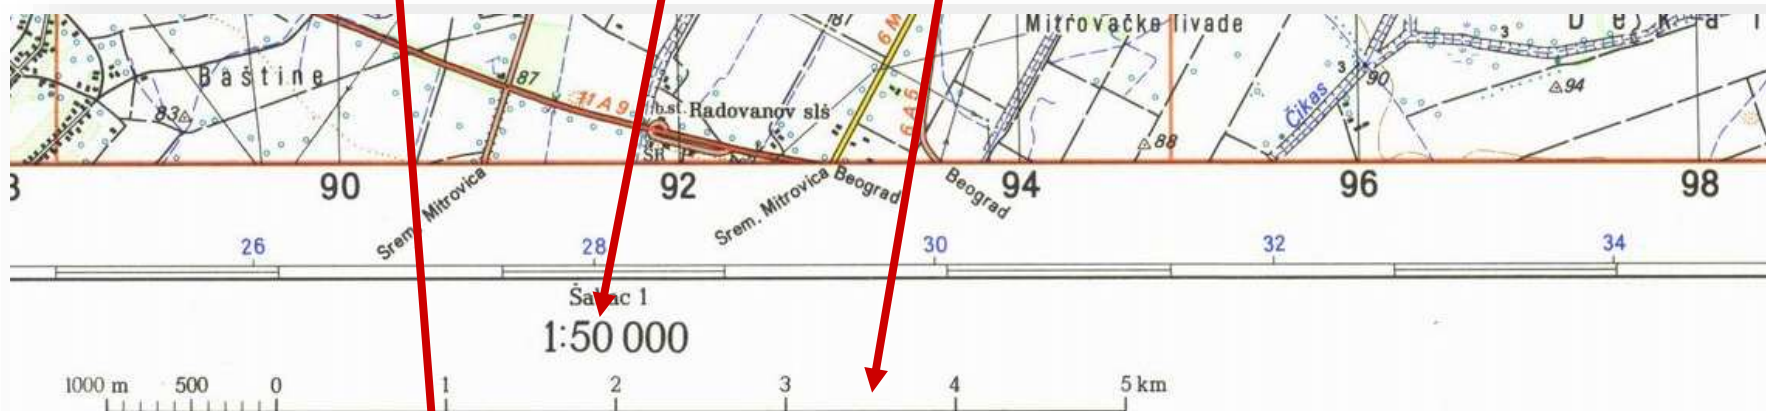 Mitrovačke livade
Baštine
87
83
11 A 9
b.st.
Radovanov slš
6 M
6 A 5
ŠR
3
3
90
94
88
Čikas
90
92
94
96
98
Srem. Mitrovica
Srem. Mitrovica
Beograd
Beograd
26
28
30
32
34
1:50 000
1000 m 500 0 1 2 3 4 5 km